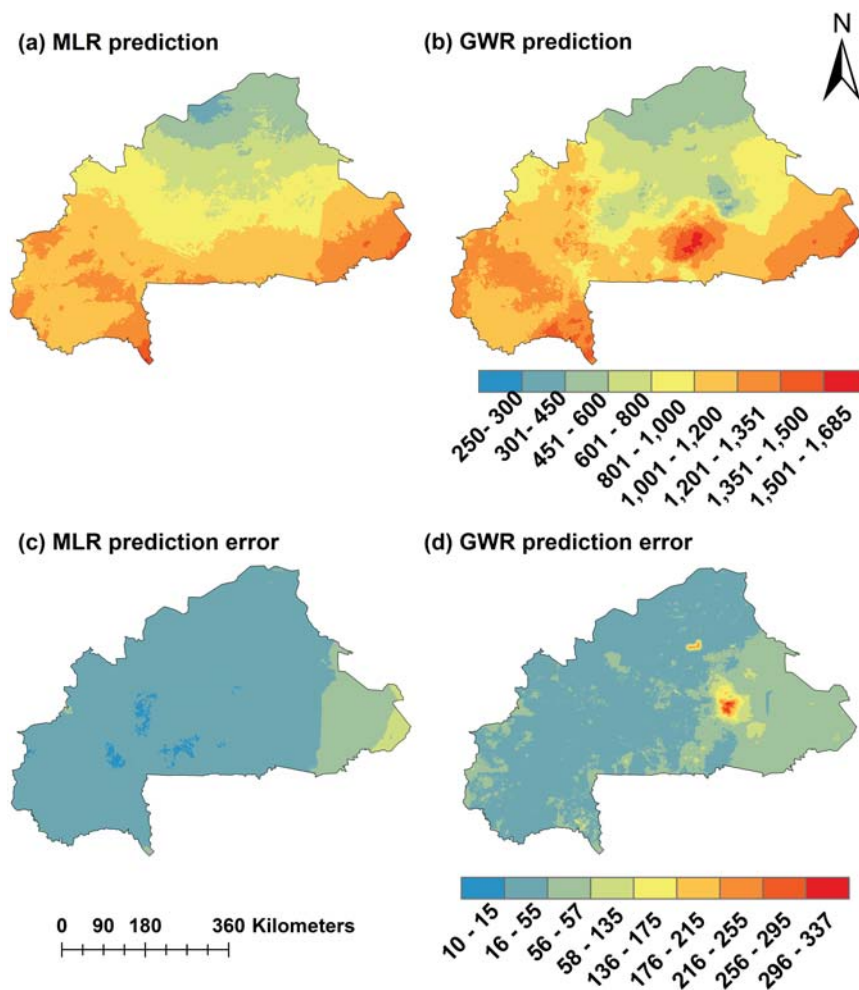 (a) MLR prediction
(b) GWR prediction
N
250- 300
301- 450
451 - 600
601 - 800
801 - 1,000
1,001 - 1,200
1,201 - 1,351
1,351 - 1,500
1,501 - 1,685
(c) MLR prediction error
(d) GWR prediction error
0 90 180 360 Kilometers
10 - 15
16 - 55
56 - 57
58 - 135
136 - 175
176 - 215
216 - 255
256 - 295
296 - 337